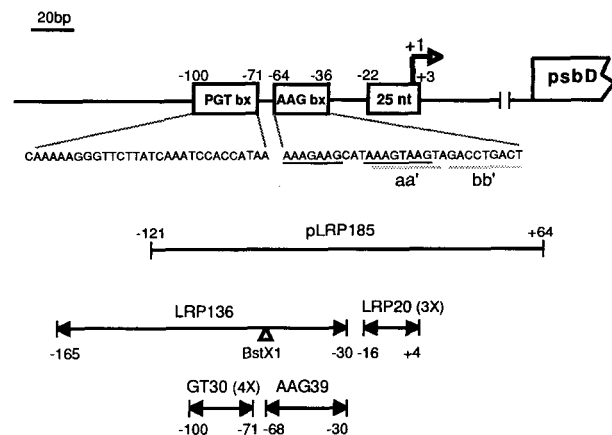 20bp
+1
-100 -71 -64 -36 -22 +3
PGT bx AAG bx 25 nt psbD
CAAAAAGGGTTCTTATCAAATCCACCATAA AAAGAAGCATAAAGTAAGTAGACCTGACT
aa' bb'
-121 pLRP185 +64
LRP136 LRP20 (3X)
-165 BstX1 -30 -16 +4
GT30 (4X) AAG39
-100 -71 -68 -30